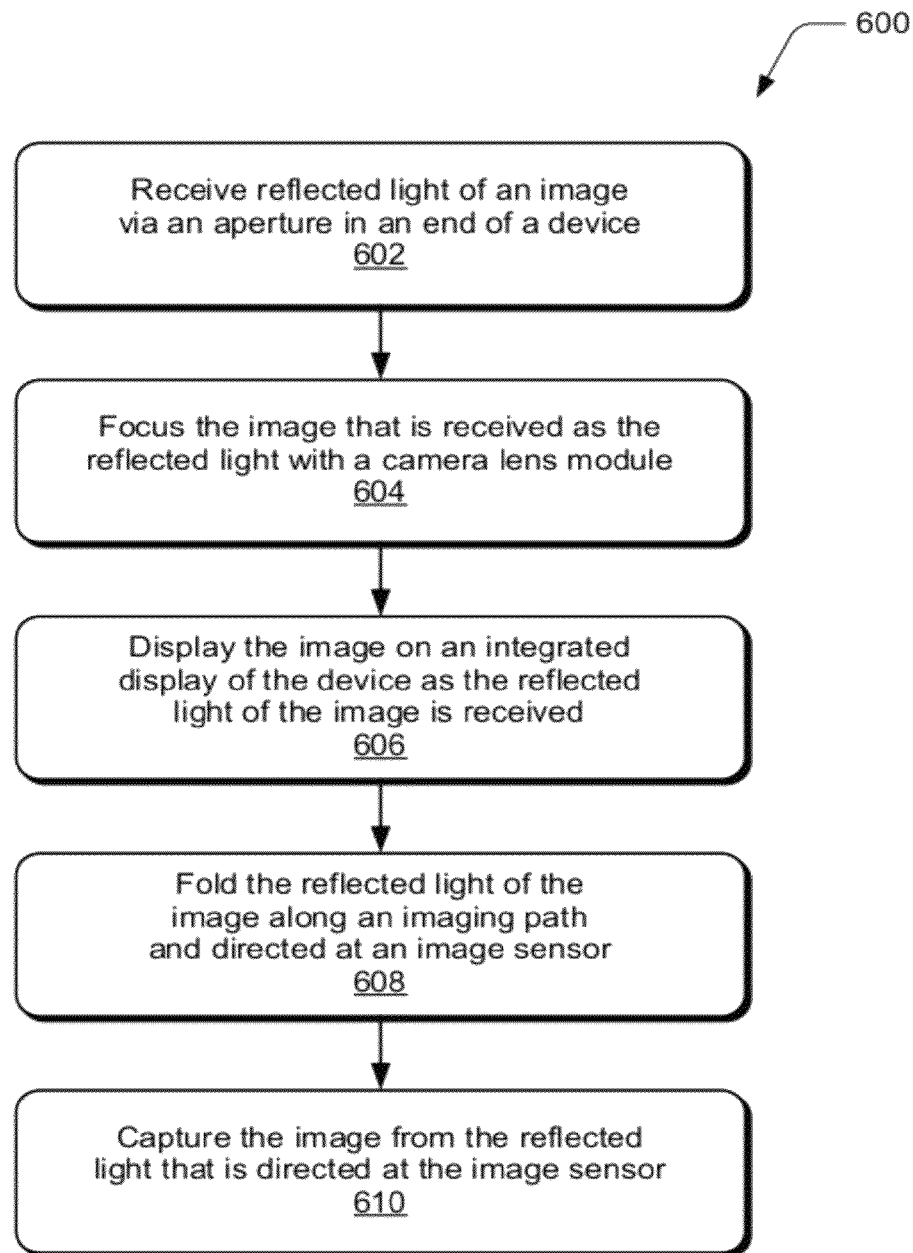 600
Receive reflected light of an image
via an aperture in an end of a device
602
Focus the image that is received as the
reflected light with a camera lens module
604
Display the image on an integrated
display of the device as the reflected
light of the image is received
606
Fold the reflected light of the
image along an imaging path
and directed at an image sensor
608
Capture the image from the reflected
light that is directed at the image sensor
610